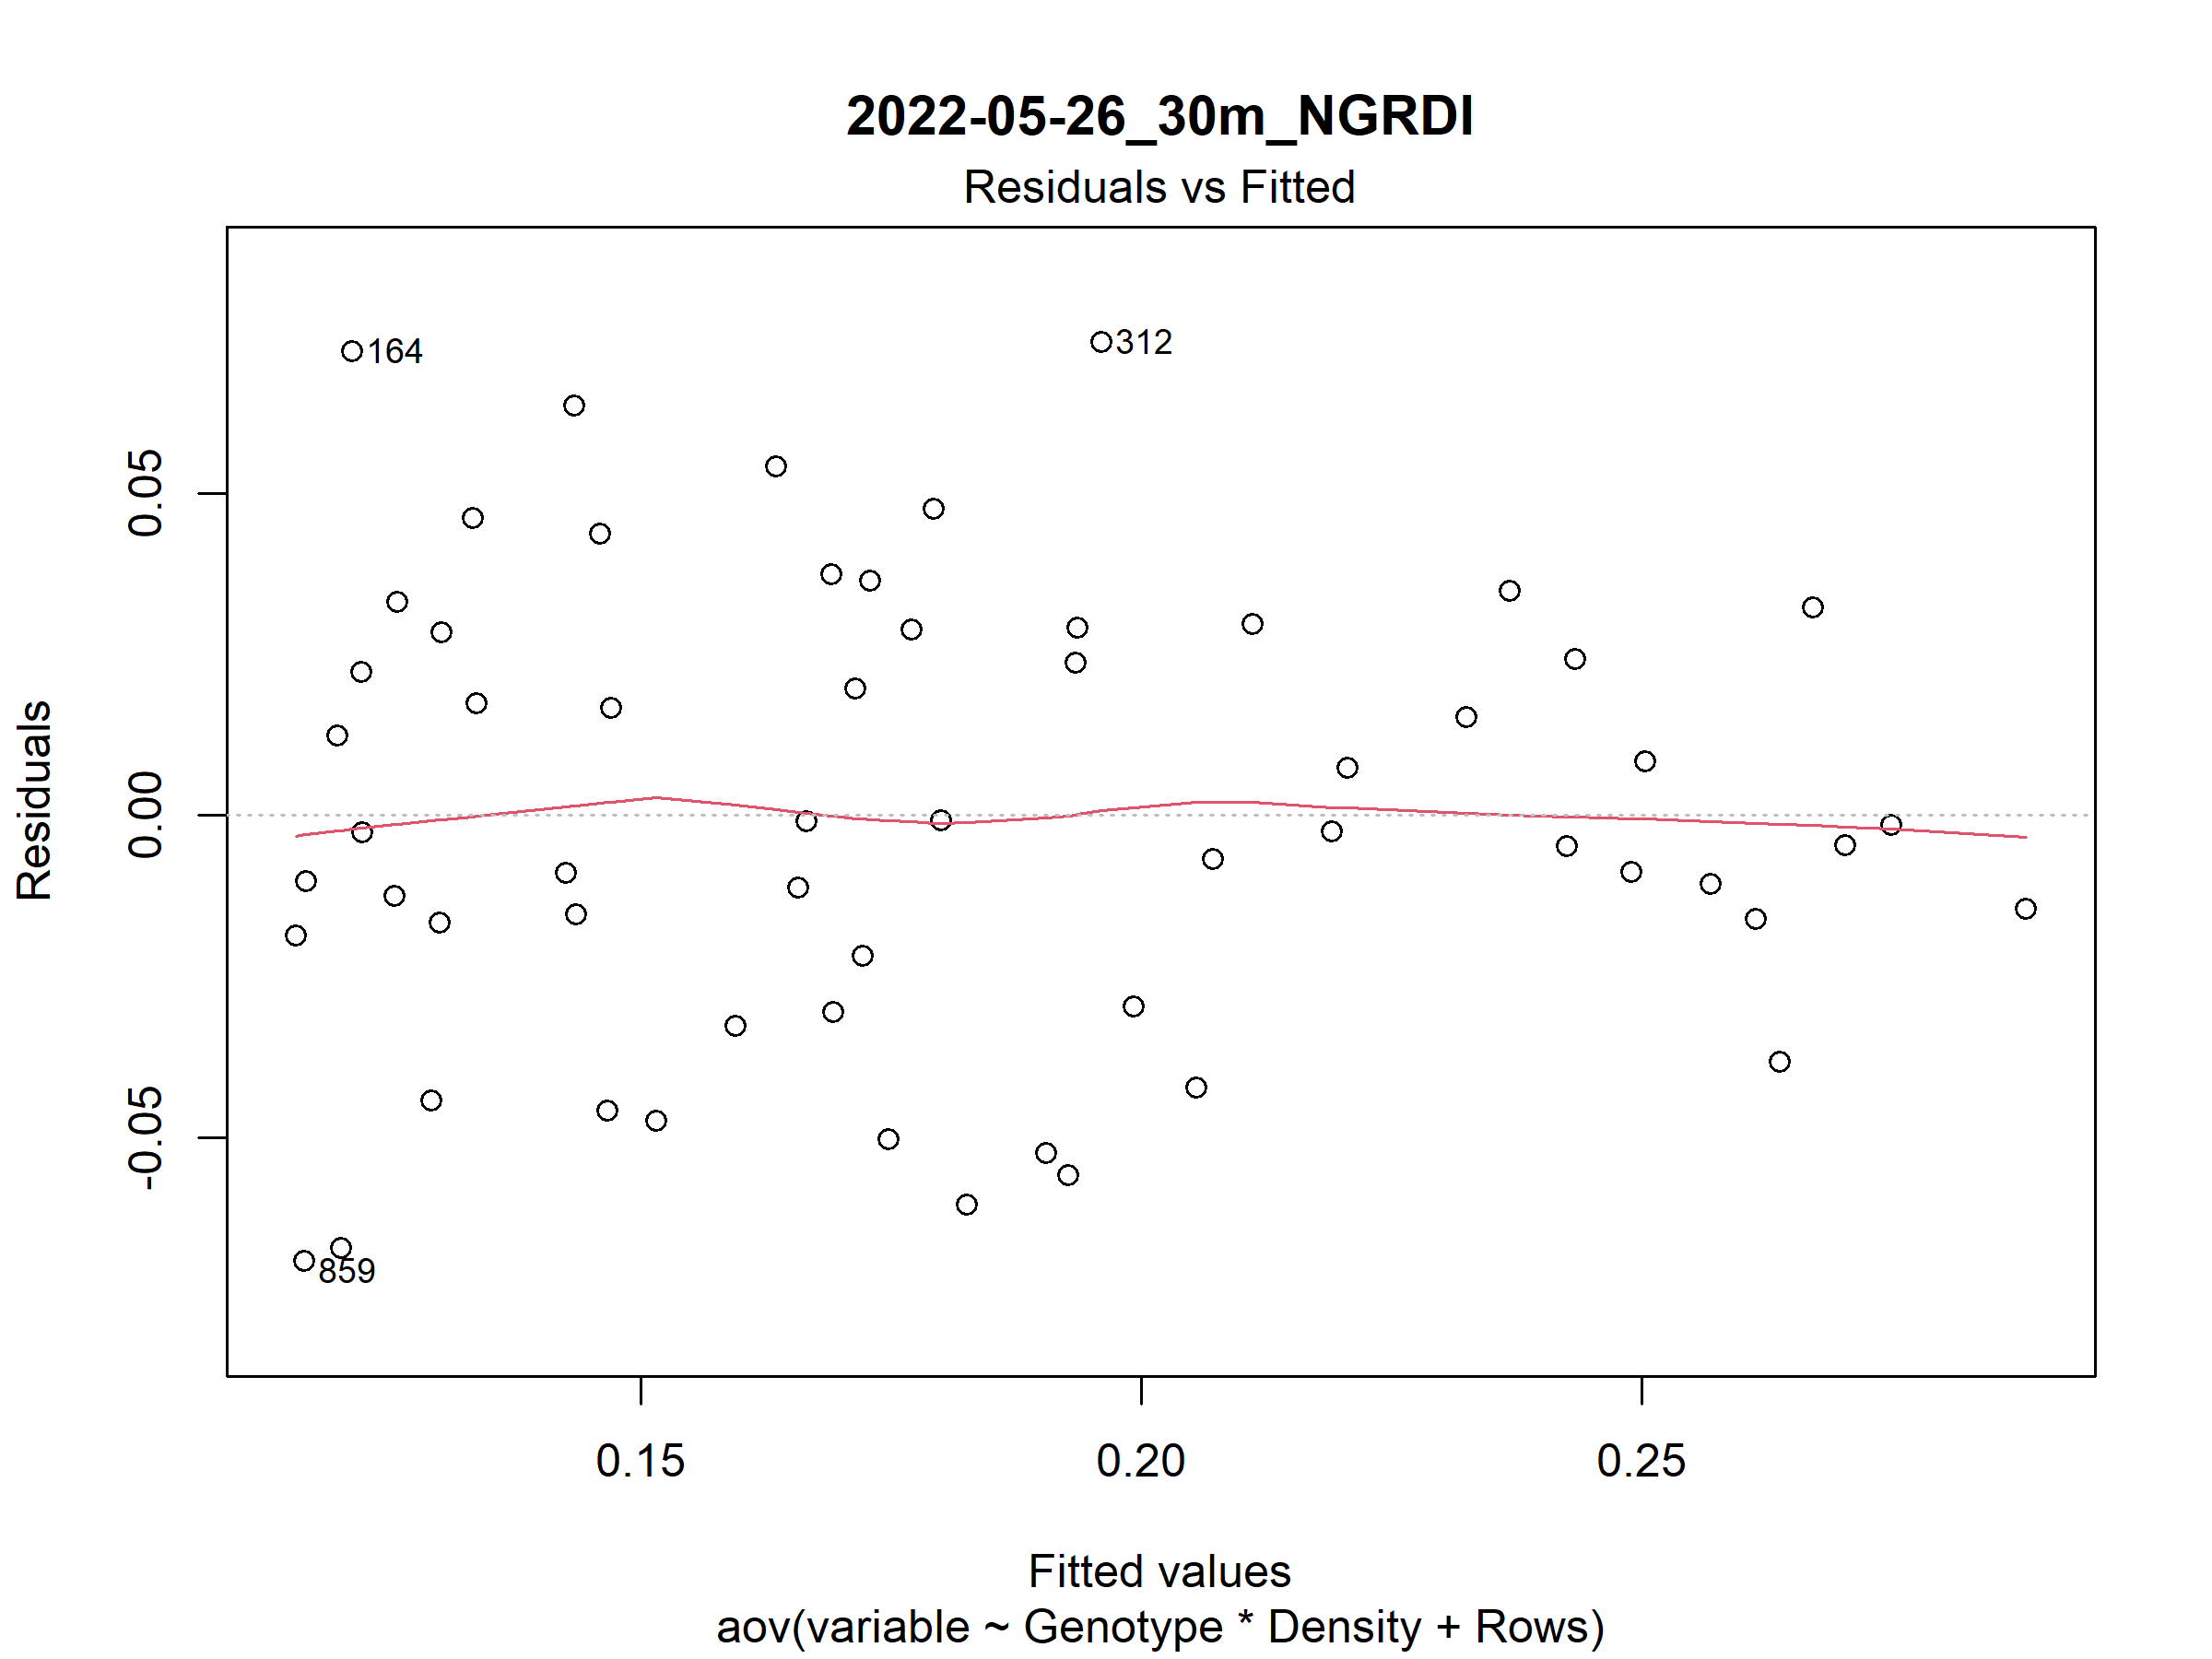 2022-05-26_30m_NGRDI
Residuals vs Fitted
164
312
859
Residuals
0.05
0.00
-0.05
0.15
0.20
0.25
Fitted values
aov(variable ~ Genotype * Density + Rows)